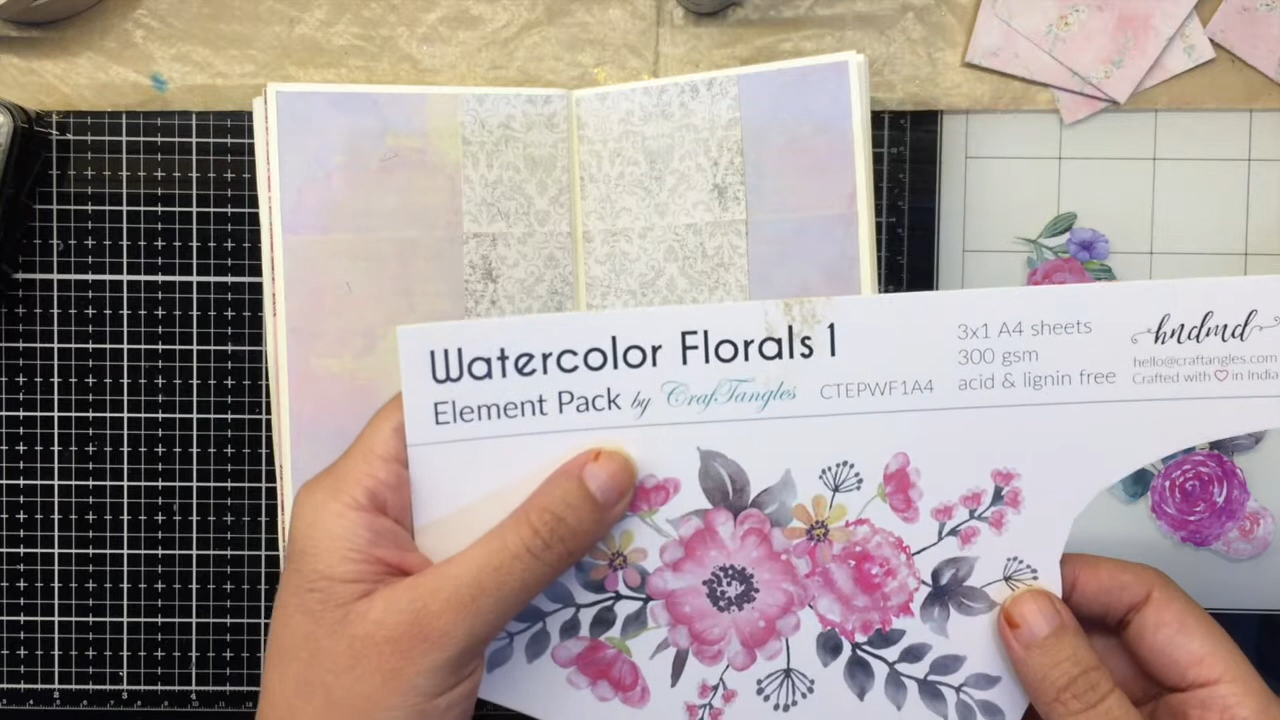 Watercolor Florals 1
Element Pack by CrafTangles CTEPWF1A4
3x1 A4 sheets
300 gsm
acid & lignin free
hndmd
hello@craftangles.com
Crafted with ♡ in India